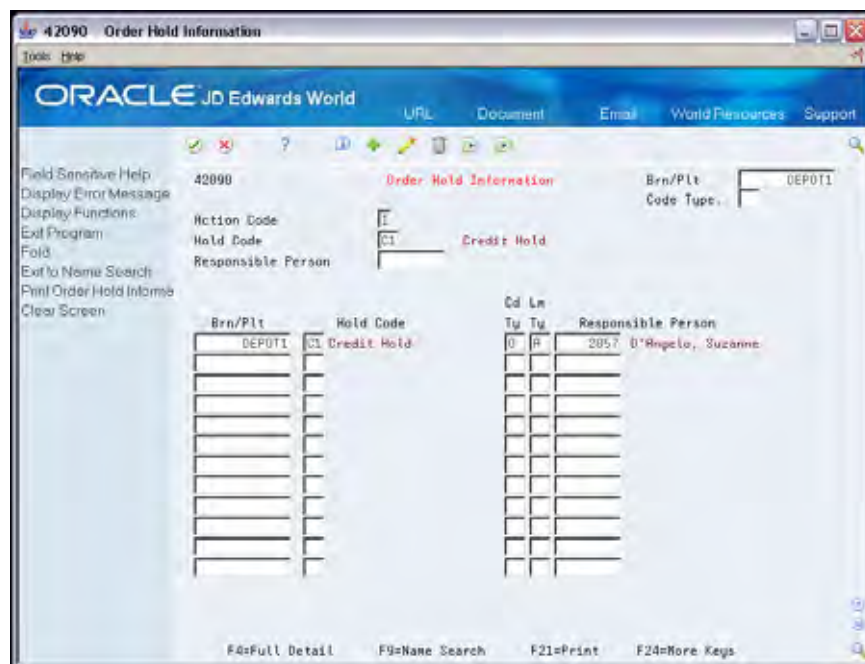 42090 Order Hold Information
Tools Help
ORACLE JD Edwards World
URL Document Email World Resources Support
Field Sensitive Help
Display Error Message
Display Functions
Exit Program
Fold
Exit to Name Search
Print Order Hold Informa
Clear Screen
42090 Order Hold Information Brn/Plt DEPOT1
Code Type.
Action Code I
Hold Code C1 Credit Hold
Responsible Person
Cd Lm
Brn/Plt Hold Code Ty Ty Responsible Person
DEPOT1 C1 Credit Hold O A 2057 D'Angelo, Suzanne
F4=Full Detail F9=Name Search F21=Print F24=More Keys